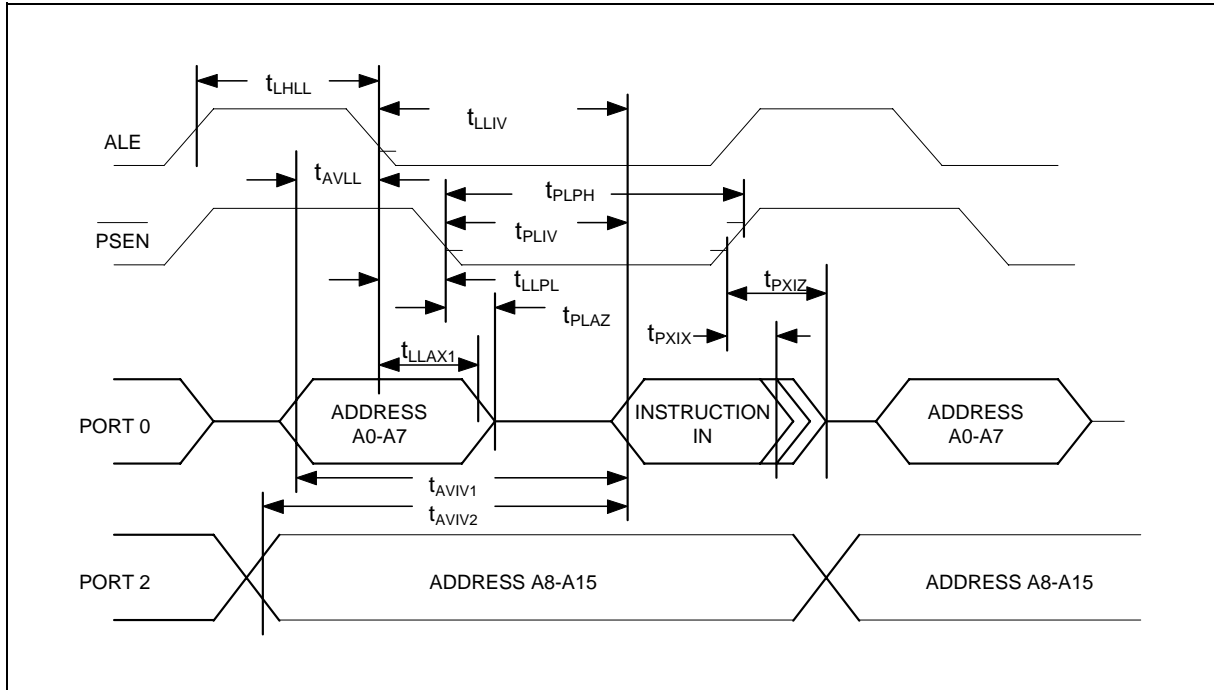 tLHLL
tLLIV
ALE
tAVLL
tPLPH
PSEN
tPLIV
tLLPL
tPXIZ
tPLAZ
tPXIX
tLLAX1
PORT 0
ADDRESS
A0-A7
INSTRUCTION
IN
ADDRESS
A0-A7
tAVIV1
tAVIV2
PORT 2
ADDRESS A8-A15
ADDRESS A8-A15